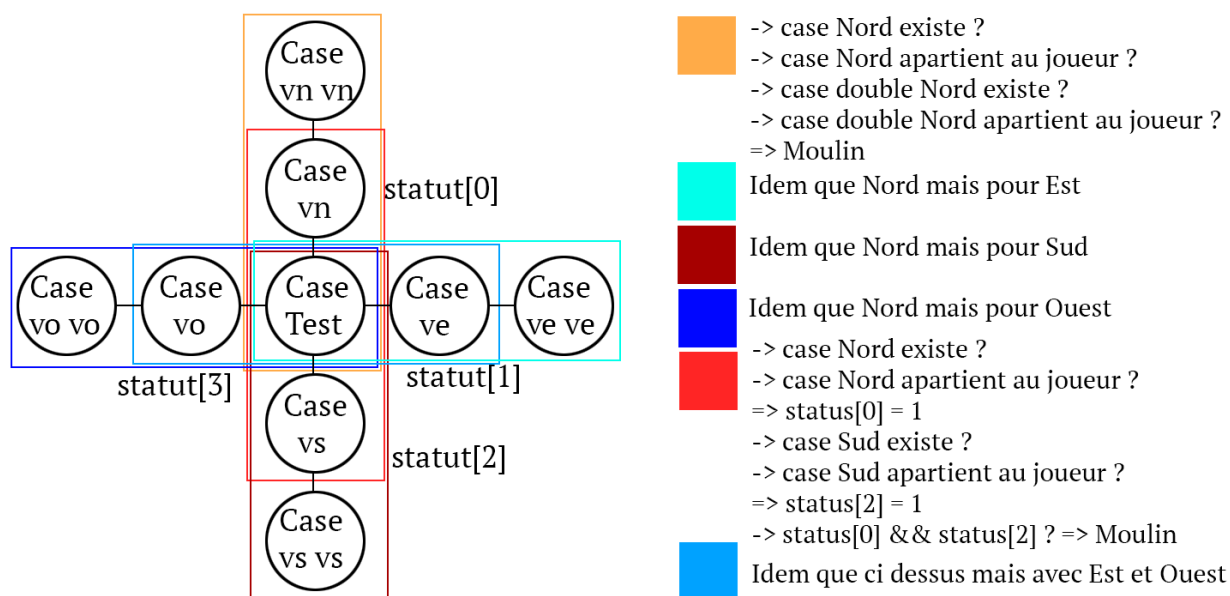 Case
vn vn
Case
vn
statut[0]
Case
vo vo
Case
vo
Case
Test
Case
ve
Case
ve ve
statut[3]
statut[1]
Case
vs
statut[2]
Case
vs vs
-> case Nord existe ?
-> case Nord apartient au joueur ?
-> case double Nord existe ?
-> case double Nord apartient au joueur ?
=> Moulin
Idem que Nord mais pour Est
Idem que Nord mais pour Sud
Idem que Nord mais pour Ouest
-> case Nord existe ?
-> case Nord apartient au joueur ?
=> status[0] = 1
-> case Sud existe ?
-> case Sud apartient au joueur ?
=> status[2] = 1
-> status[0] && status[2] ? => Moulin
Idem que ci dessus mais avec Est et Ouest